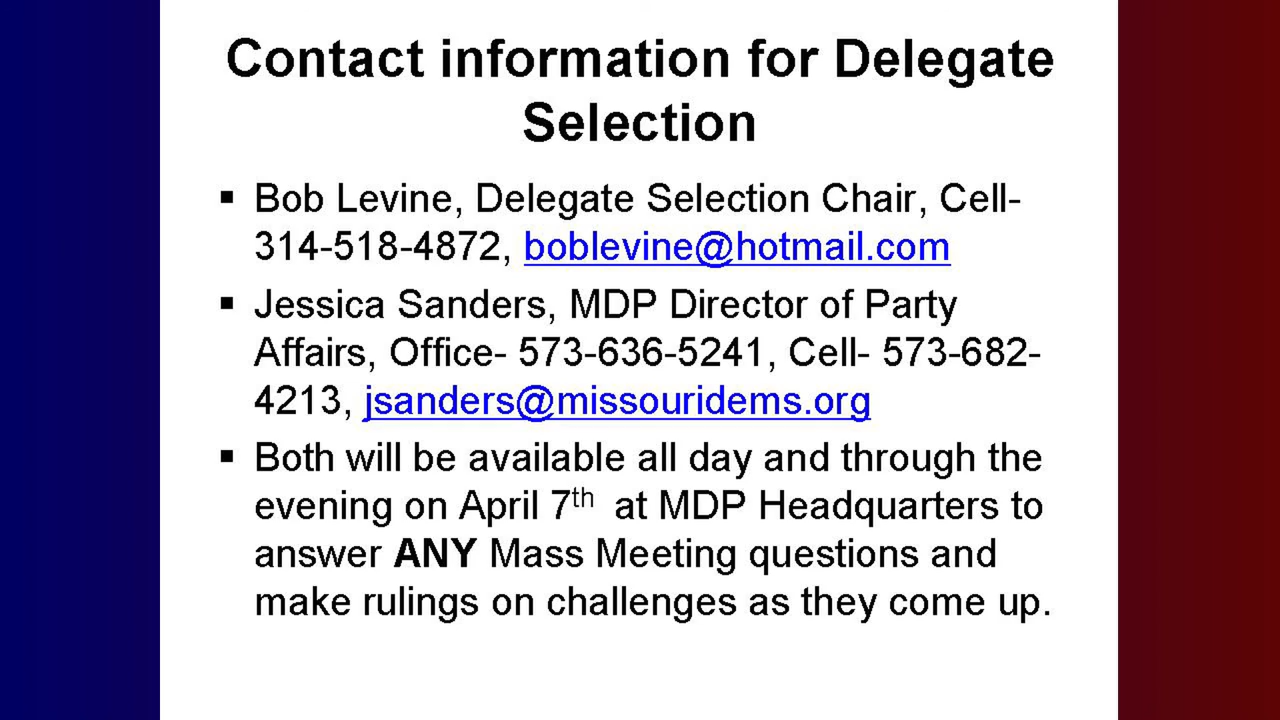 Contact information for Delegate
Selection
▪ Bob Levine, Delegate Selection Chair, Cell-
314-518-4872, boblevine@hotmail.com
▪ Jessica Sanders, MDP Director of Party
Affairs, Office- 573-636-5241, Cell- 573-682-
4213, jsanders@missouridems.org
▪ Both will be available all day and through the
evening on April 7th at MDP Headquarters to
answer ANY Mass Meeting questions and
make rulings on challenges as they come up.